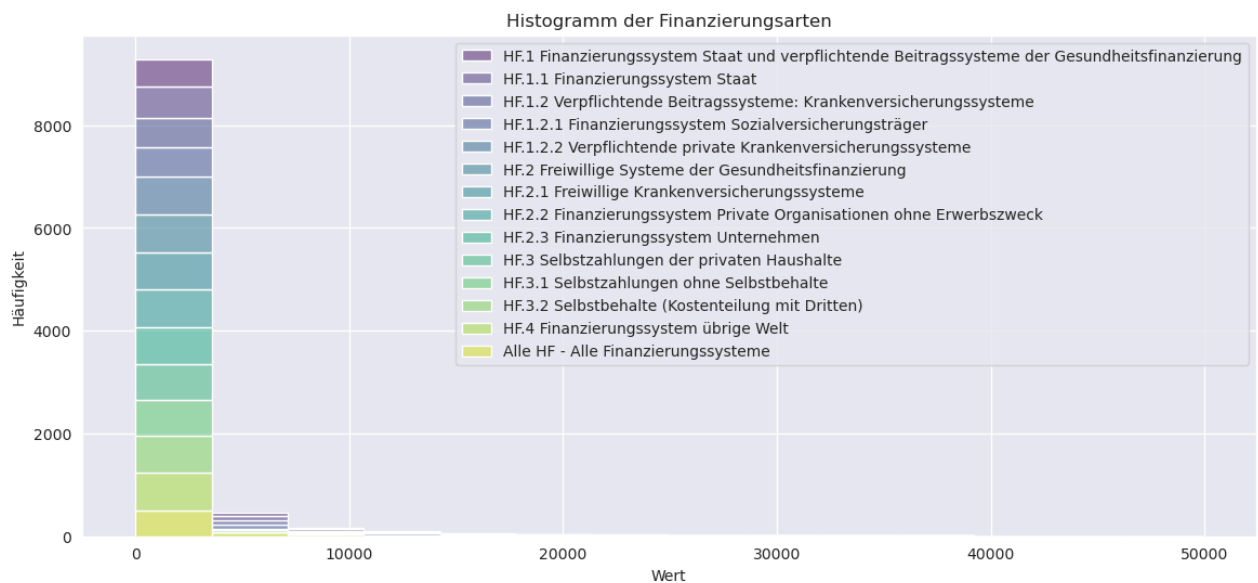 Histogramm der Finanzierungsarten
HF.1 Finanzierungssystem Staat und verpflichtende Beitragssysteme der Gesundheitsfinanzierung
HF.1.1 Finanzierungssystem Staat
HF.1.2 Verpflichtende Beitragssysteme: Krankenversicherungssysteme
HF.1.2.1 Finanzierungssystem Sozialversicherungsträger
HF.1.2.2 Verpflichtende private Krankenversicherungssysteme
HF.2 Freiwillige Systeme der Gesundheitsfinanzierung
HF.2.1 Freiwillige Krankenversicherungssysteme
HF.2.2 Finanzierungssystem Private Organisationen ohne Erwerbszweck
HF.2.3 Finanzierungssystem Unternehmen
HF.3 Selbstzahlungen der privaten Haushalte
HF.3.1 Selbstzahlungen ohne Selbstbehalte
HF.3.2 Selbstbehalte (Kostenteilung mit Dritten)
HF.4 Finanzierungssystem übrige Welt
Alle HF - Alle Finanzierungssysteme
Häufigkeit
8000
6000
4000
2000
0
0 10000 20000 30000 40000 50000
Wert